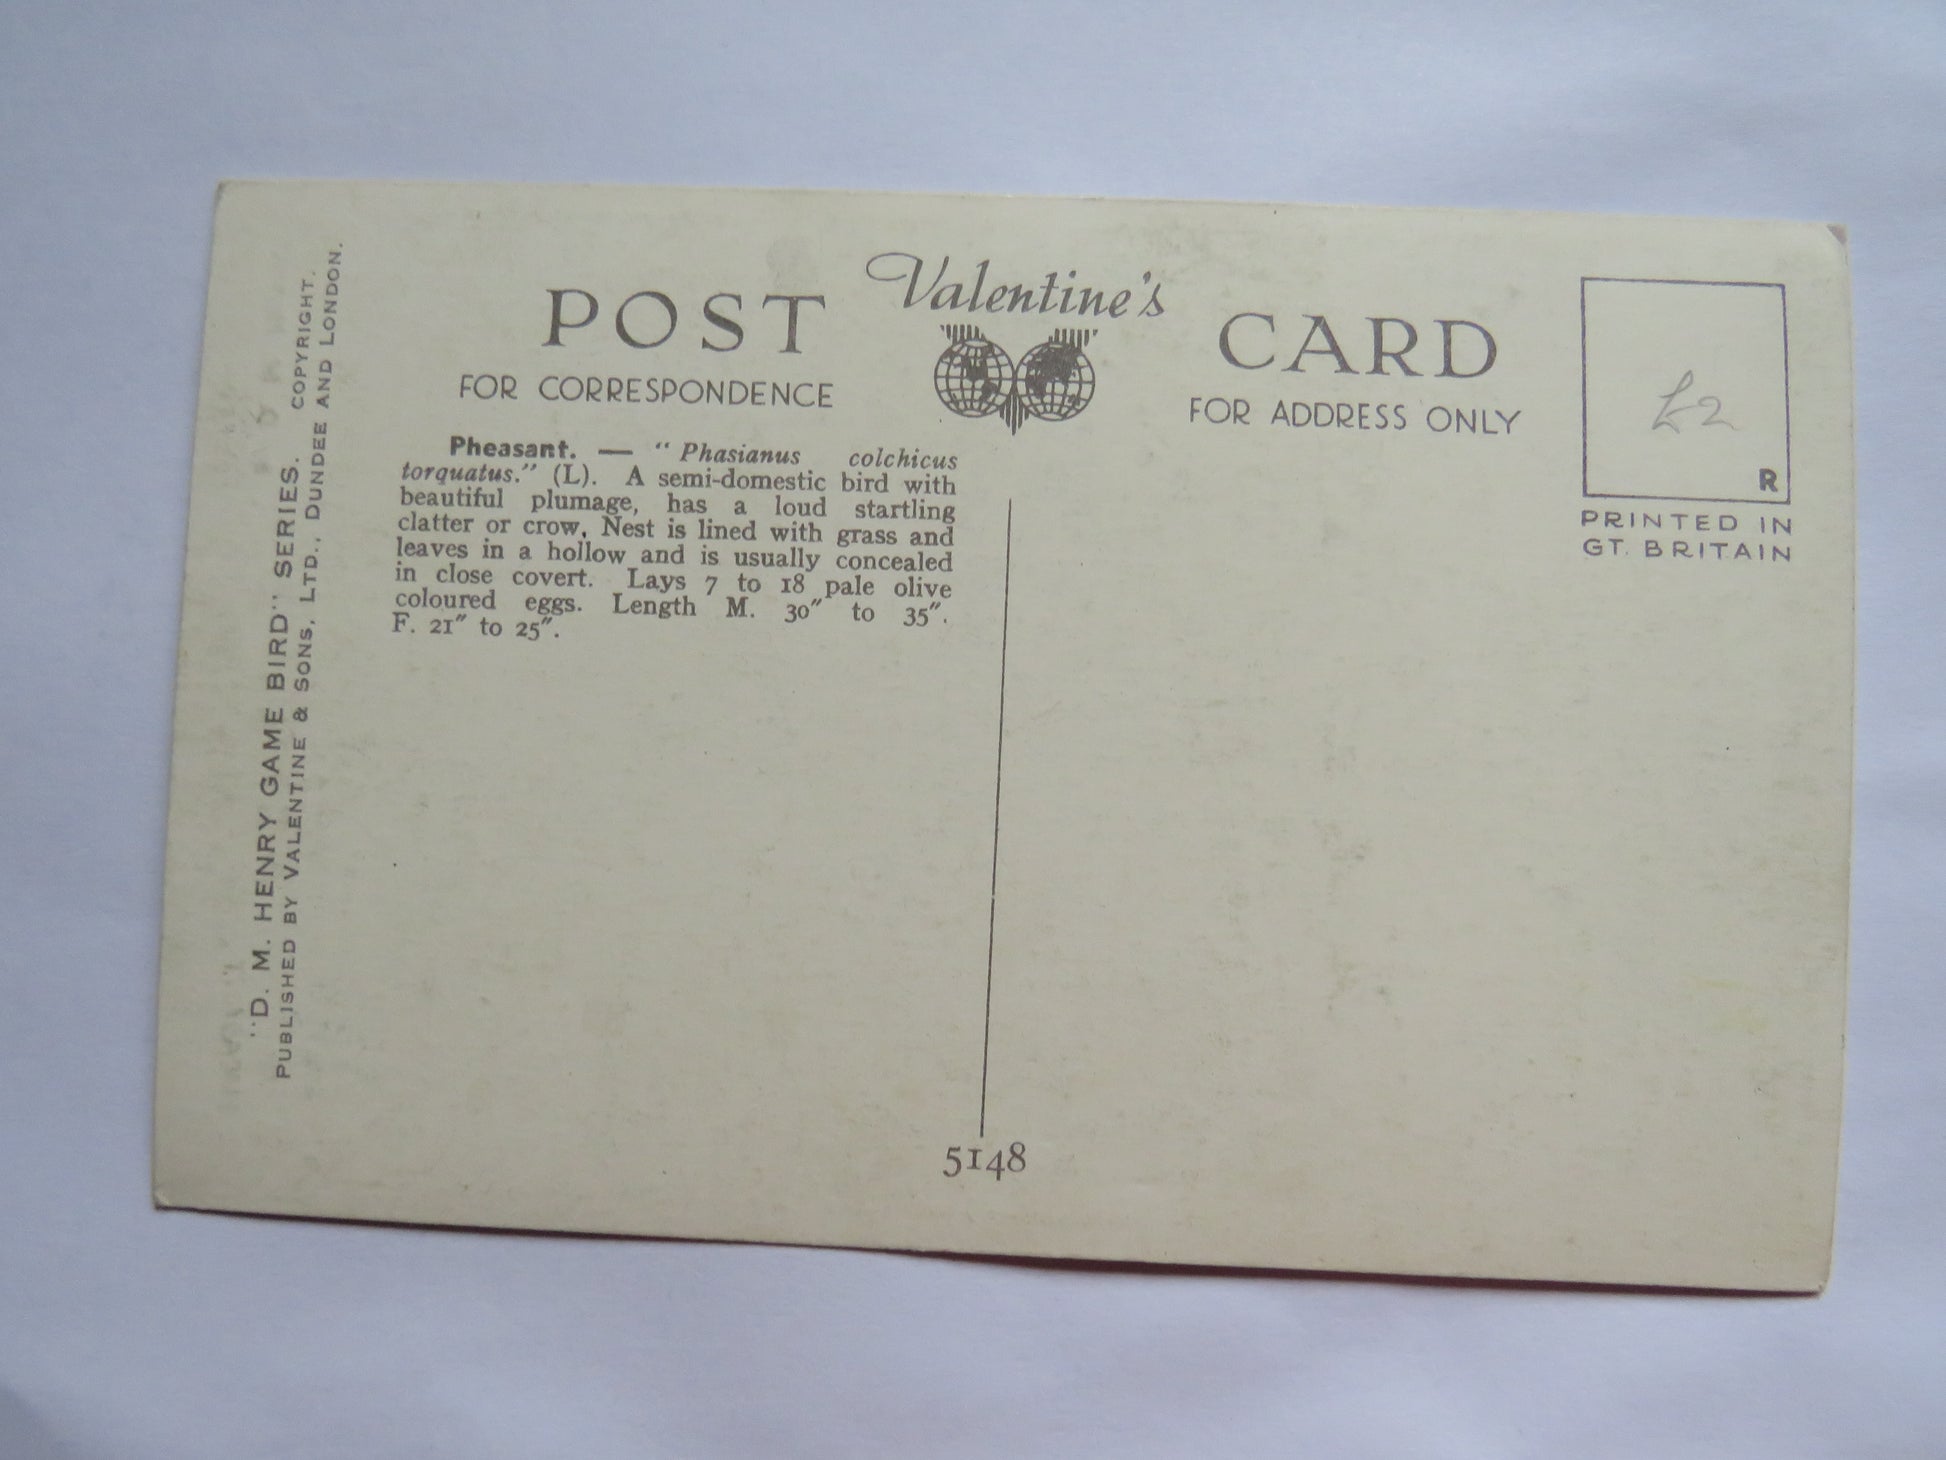 Valentine's
POST CARD
FOR CORRESPONDENCE
FOR ADDRESS ONLY
£2
R
PRINTED IN
GT. BRITAIN
Pheasant. — “ Phasianus colchicus
torquatus.” (L). A semi-domestic bird with
beautiful plumage, has a loud startling
clatter or crow, Nest is lined with grass and
leaves in a hollow and is usually concealed
in close covert. Lays 7 to 18 pale olive
coloured eggs. Length M. 30″ to 35″.
F. 21″ to 25″.
"D. M. HENRY GAME BIRD" SERIES. COPYRIGHT.
PUBLISHED BY VALENTINE & SONS, LTD., DUNDEE AND LONDON.
5148